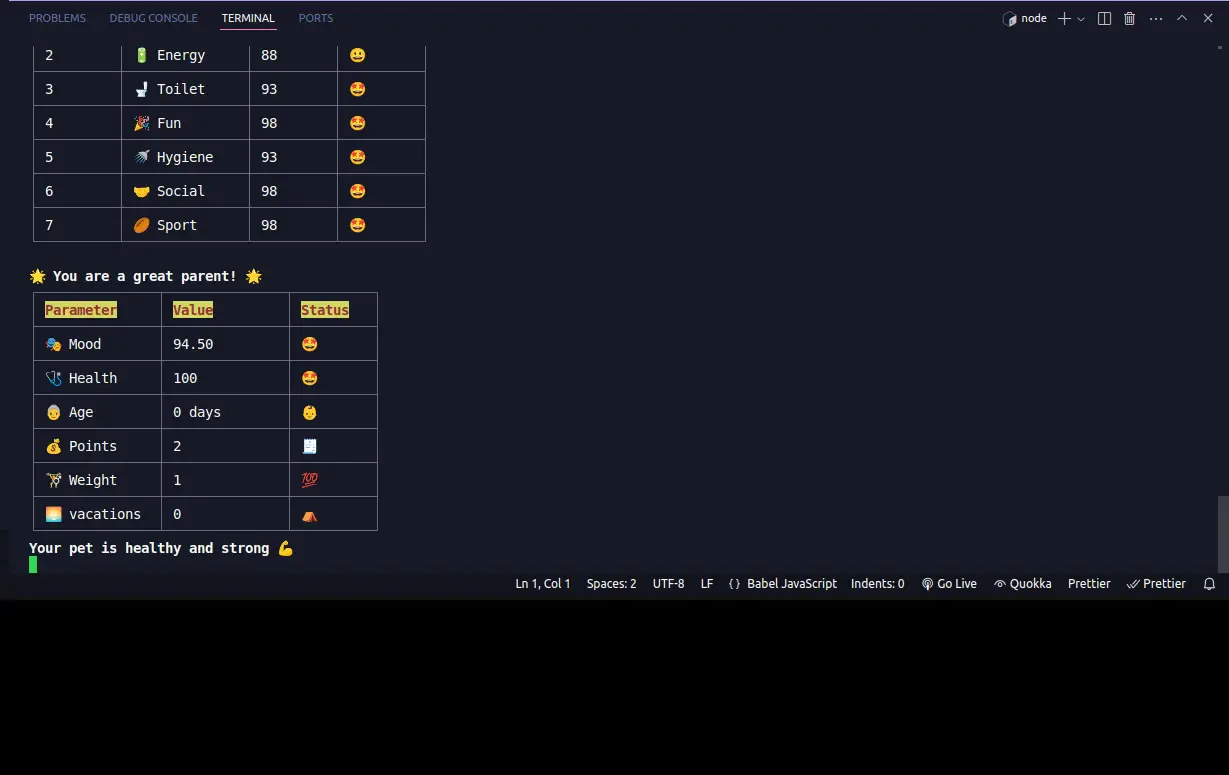 PROBLEMS DEBUG CONSOLE TERMINAL PORTS node
2 🔋 Energy 88 😃
3 🚽 Toilet 93 🤩
4 🎉 Fun 98 🤩
5 🚿 Hygiene 93 🤩
6 🤝 Social 98 🤩
7 🏉 Sport 98 🤩
🌟 You are a great parent! 🌟
Parameter Value Status
🎭 Mood 94.50 🤩
🩺 Health 100 🤩
👵 Age 0 days 👶
💰 Points 2 🧾
🏋 Weight 1 💯
🌅 vacations 0 ⛺
Your pet is healthy and strong 💪
Ln 1, Col 1 Spaces: 2 UTF-8 LF {} Babel JavaScript Indents: 0 Go Live Quokka Prettier Prettier